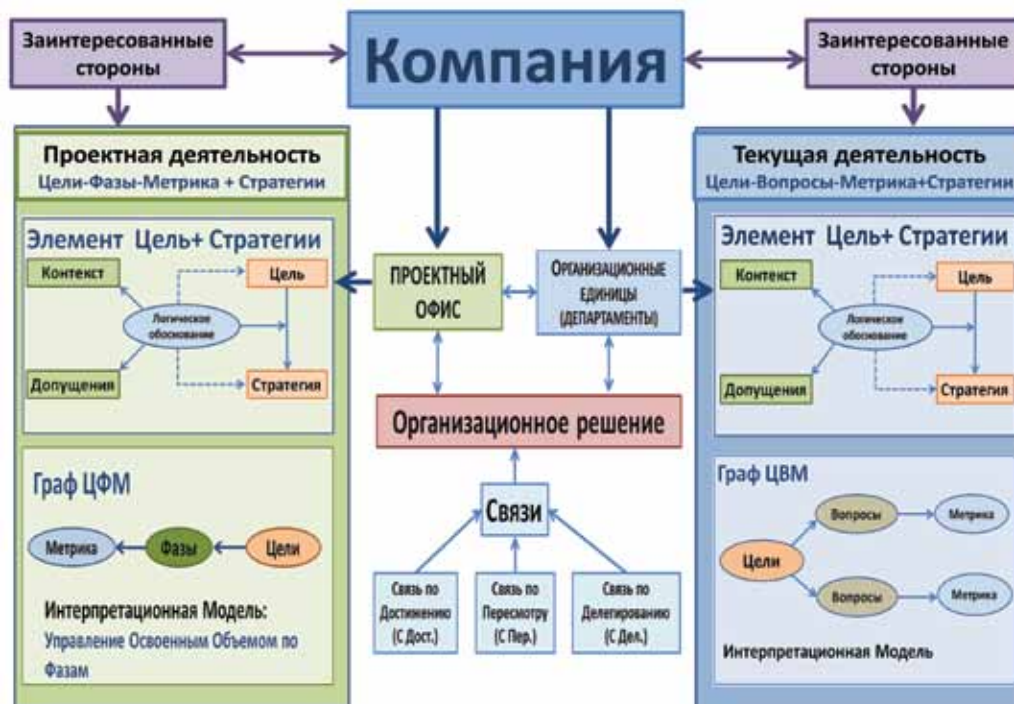 Заинтересованные
стороны
Компания
Заинтересованные
стороны
Проектная деятельность
Цели-Фазы-Метрика + Стратегии
Элемент Цель+ Стратегии
Контекст
Цель
Логическое
обоснование
Допущения
Стратегия
Граф ЦФМ
Метрика
Фазы
Цели
Интерпретационная Модель:
Управление Освоенным Объемом по
Фазам
ПРОЕКТНЫЙ
ОФИС
ОРГАНИЗАЦИОННЫЕ
ЕДИНИЦЫ
(ДЕПАРТАМЕНТЫ)
Организационное решение
Связи
Связь по
Достижению
(С Дост.)
Связь по
Пересмотру
(С Пер.)
Связь по
Делегированию
(С Дел.)
Текущая деятельность
Цели-Вопросы-Метрика+Стратегии
Элемент Цель+ Стратегии
Контекст
Цель
Логическое
обоснование
Допущения
Стратегия
Граф ЦВМ
Вопросы
Метрика
Цели
Вопросы
Метрика
Интерпретационная Модель